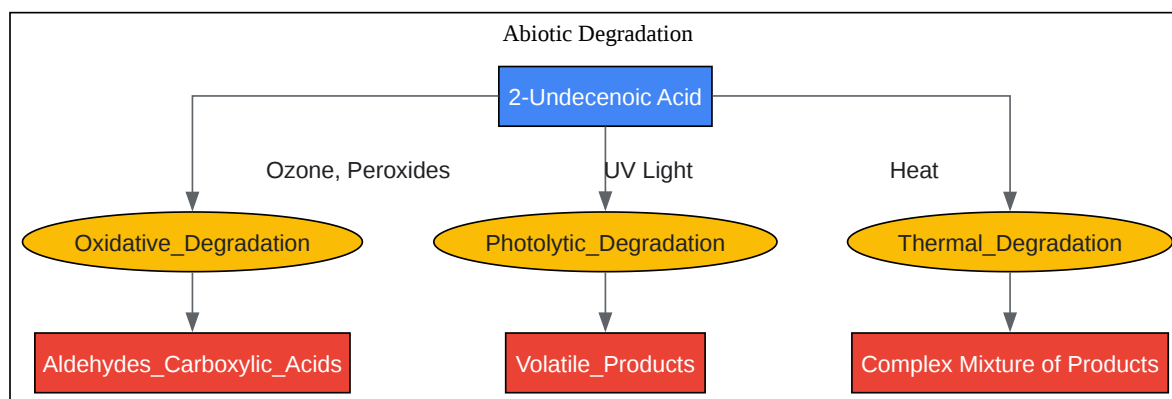 Abiotic Degradation
2-Undecenoic Acid
Ozone, Peroxides
UV Light
Heat
Oxidative_Degradation
Photolytic_Degradation
Thermal_Degradation
Aldehydes_Carboxylic_Acids
Volatile_Products
Complex Mixture of Products